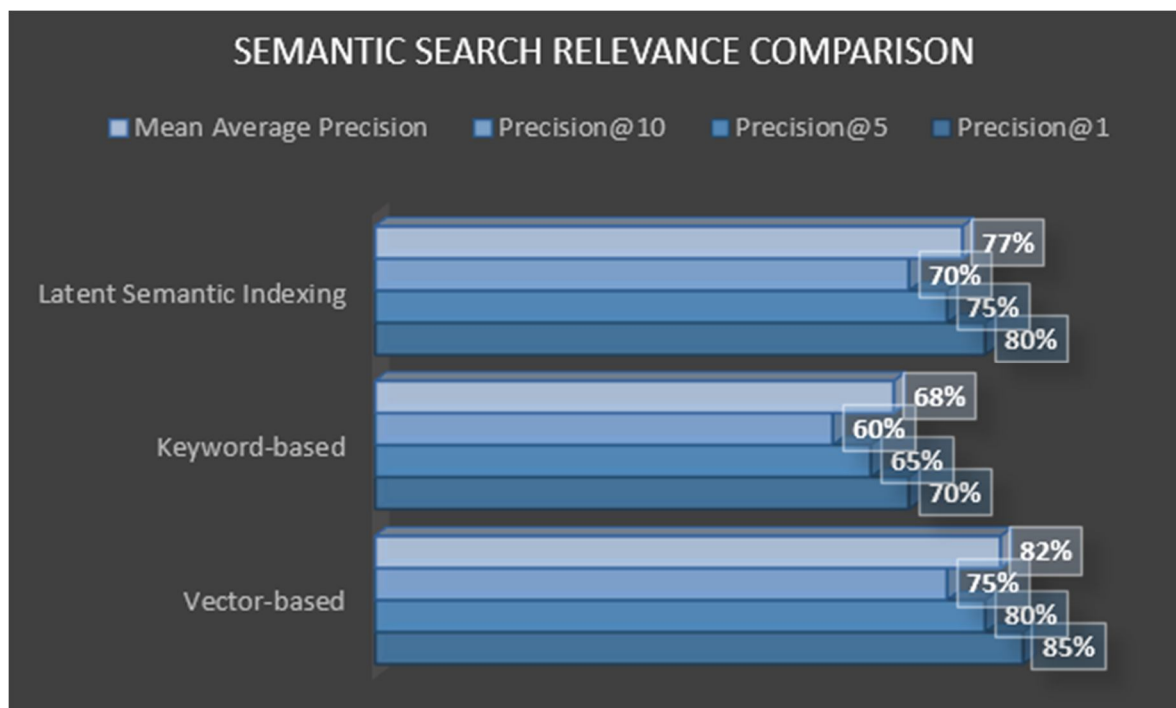 SEMANTIC SEARCH RELEVANCE COMPARISON
Mean Average Precision Precision@10 Precision@5 Precision@1
Latent Semantic Indexing
77%
70%
75%
80%
Keyword-based
68%
60%
65%
70%
Vector-based
82%
75%
80%
85%